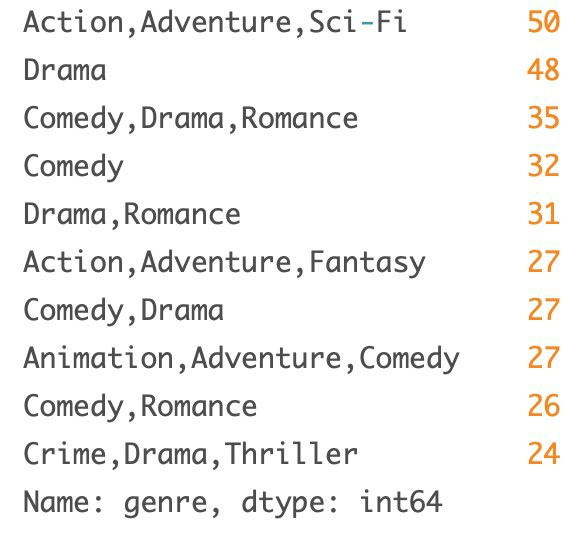 Action,Adventure,Sci-Fi 50
Drama 48
Comedy,Drama,Romance 35
Comedy 32
Drama,Romance 31
Action,Adventure,Fantasy 27
Comedy,Drama 27
Animation,Adventure,Comedy 27
Comedy,Romance 26
Crime,Drama,Thriller 24
Name: genre, dtype: int64